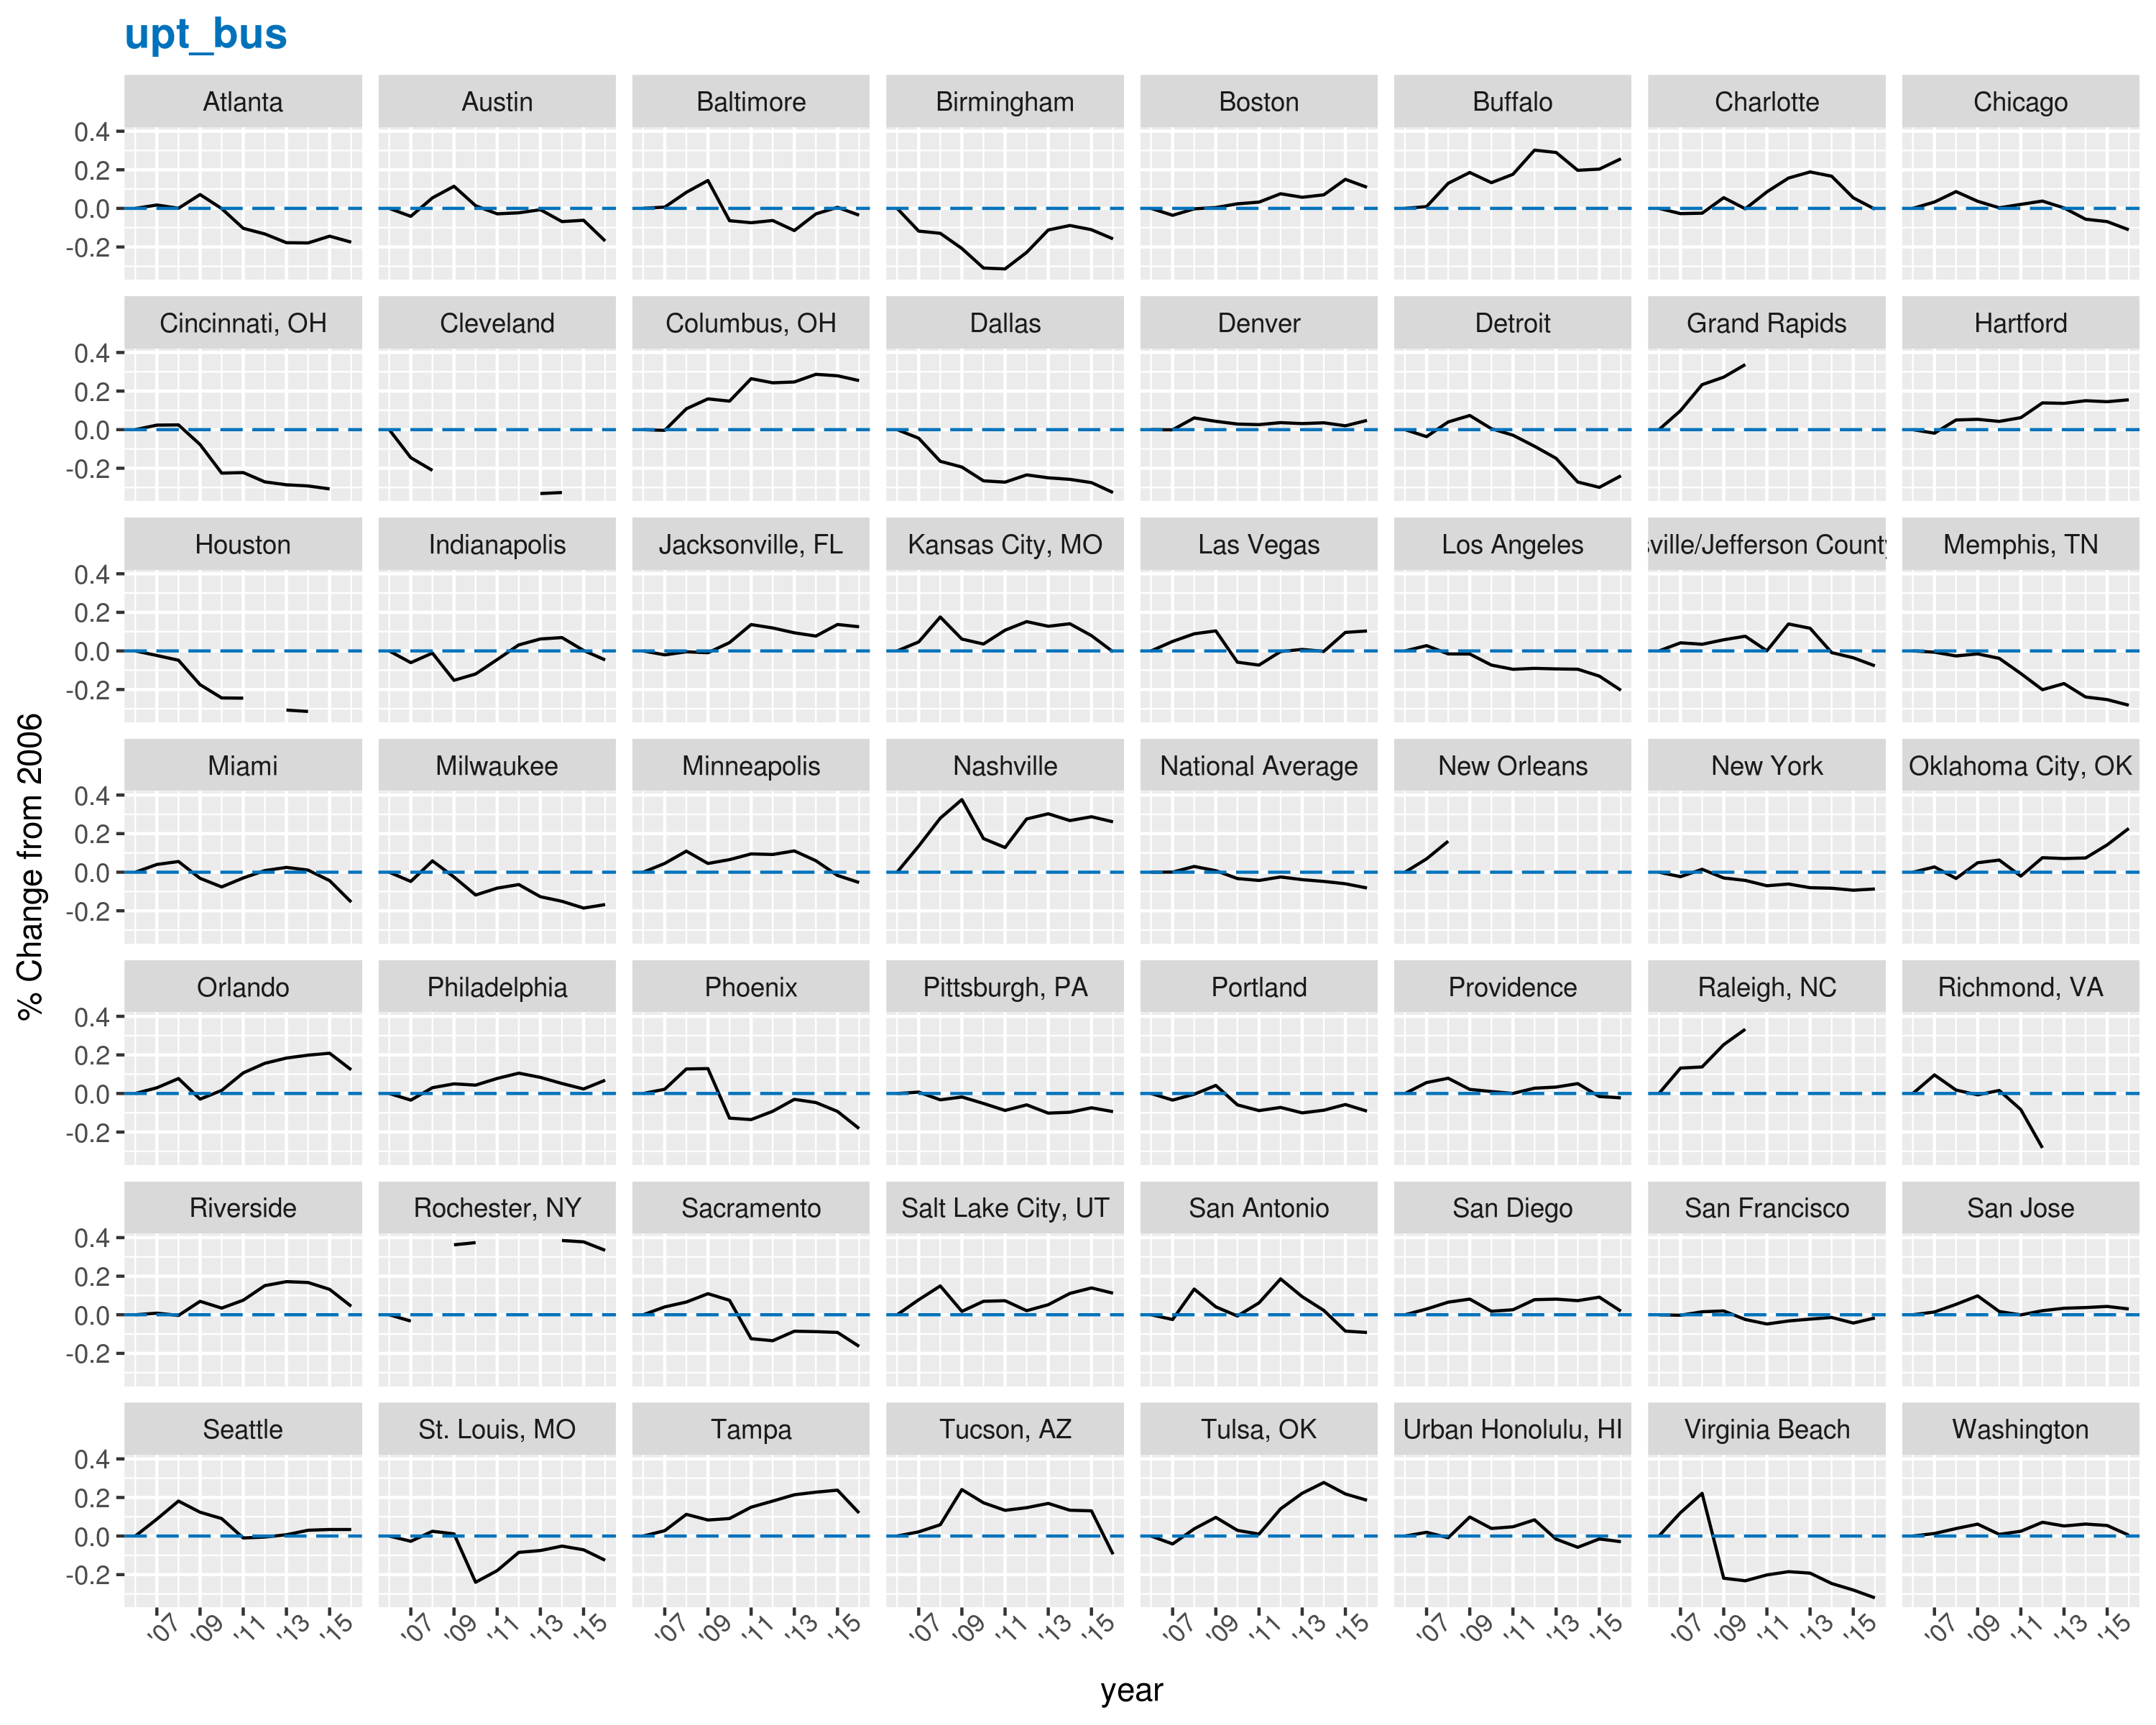 upt_bus
Atlanta Austin Baltimore Birmingham Boston Buffalo Charlotte Chicago
0.4
0.2
0.0
-0.2
Cincinnati, OH Cleveland Columbus, OH Dallas Denver Detroit Grand Rapids Hartford
0.4
0.2
0.0
-0.2
Houston Indianapolis Jacksonville, FL Kansas City, MO Las Vegas Los Angeles sville/Jefferson County Memphis, TN
0.4
0.2
0.0
-0.2
Miami Milwaukee Minneapolis Nashville National Average New Orleans New York Oklahoma City, OK
0.4
0.2
0.0
-0.2
% Change from 2006
Orlando Philadelphia Phoenix Pittsburgh, PA Portland Providence Raleigh, NC Richmond, VA
0.4
0.2
0.0
-0.2
Riverside Rochester, NY Sacramento Salt Lake City, UT San Antonio San Diego San Francisco San Jose
0.4
0.2
0.0
-0.2
Seattle St. Louis, MO Tampa Tucson, AZ Tulsa, OK Urban Honolulu, HI Virginia Beach Washington
0.4
0.2
0.0
-0.2
'07 '09 '11 '13 '15 '07 '09 '11 '13 '15 '07 '09 '11 '13 '15 '07 '09 '11 '13 '15 '07 '09 '11 '13 '15 '07 '09 '11 '13 '15 '07 '09 '11 '13 '15 '07 '09 '11 '13 '15
year